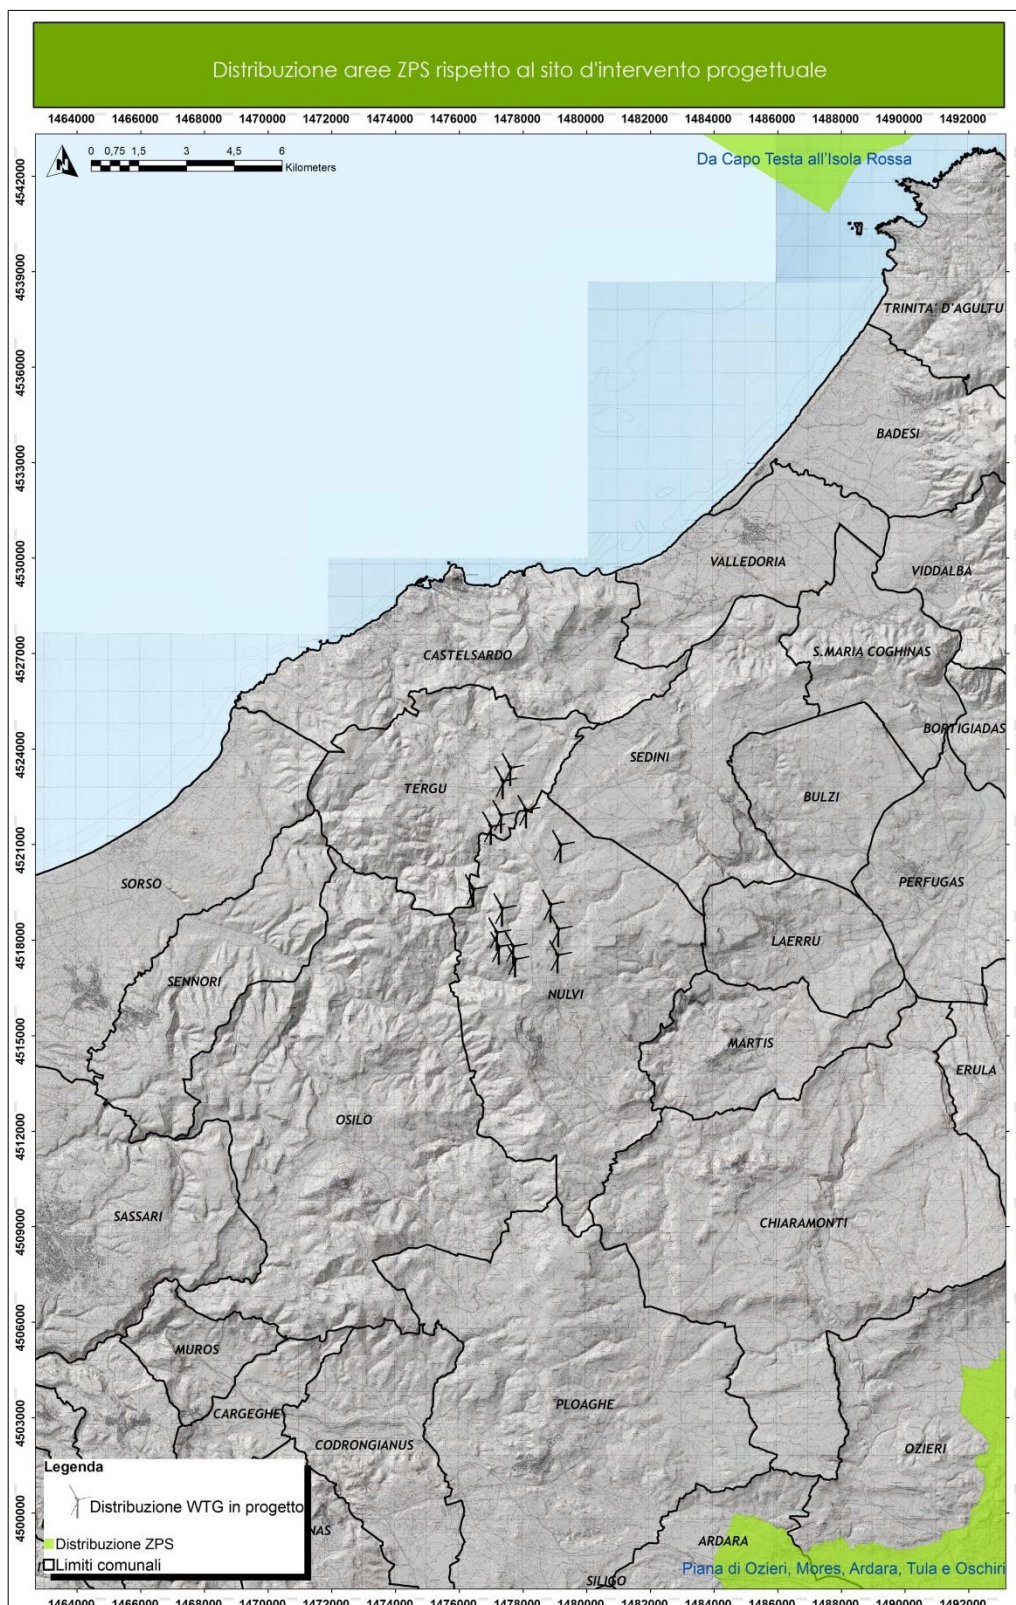 Distribuzione aree ZPS rispetto al sito d'intervento progettuale
1464000 1466000 1468000 1470000 1472000 1474000 1476000 1478000 1480000 1482000 1484000 1486000 1488000 1490000 1492000
N
0 0,75 1,5 3 4,5 6
Kilometers
Da Capo Testa all'Isola Rossa
4542000
4539000
TRINITA' D'AGULTU
4536000
BADESI
4533000
4530000
VALLEDORIA
VIDDALBA
4527000
CASTELSARDO
S.MARIA COGHINAS
BORTIGIADAS
4524000
SEDINI
TERGU
BULZI
4521000
SORSO
PERFUGAS
4518000
LAERRU
SENNORI
NULVI
4515000
MARTIS
ERULA
4512000
OSILO
SASSARI
CHIARAMONTI
4509000
4506000
MUROS
PLOAGHE
4503000
CARGEGHE
CODRONGIANUS
OZIERI
Legenda
Distribuzione WTG in progetto
4500000
NAS
ARDARA
Distribuzione ZPS
Limiti comunali
Piana di Ozieri, Mores, Ardara, Tula e Oschiri
SILIGO
1464000 1466000 1468000 1470000 1472000 1474000 1476000 1478000 1480000 1482000 1484000 1486000 1488000 1490000 1492000